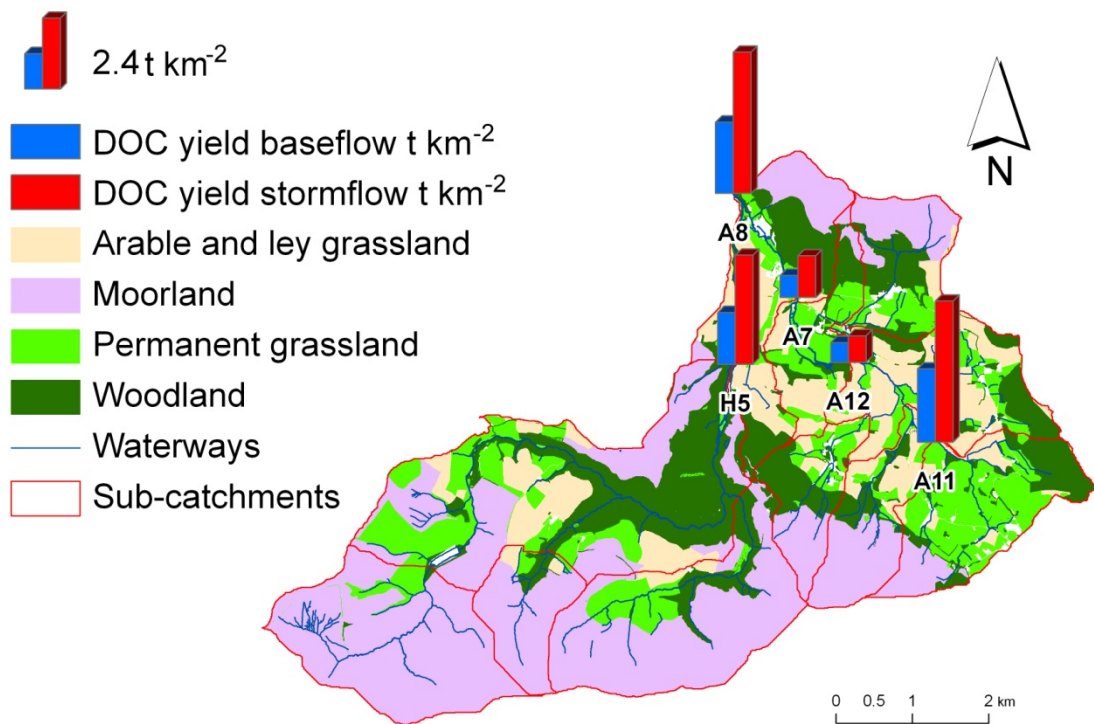 2.4 t km⁻²
DOC yield baseflow t km⁻²
DOC yield stormflow t km⁻²
Arable and ley grassland
Moorland
Permanent grassland
Woodland
Waterways
Sub-catchments
N
A8
A7
H5
A12
A11
0 0.5 1 2 km